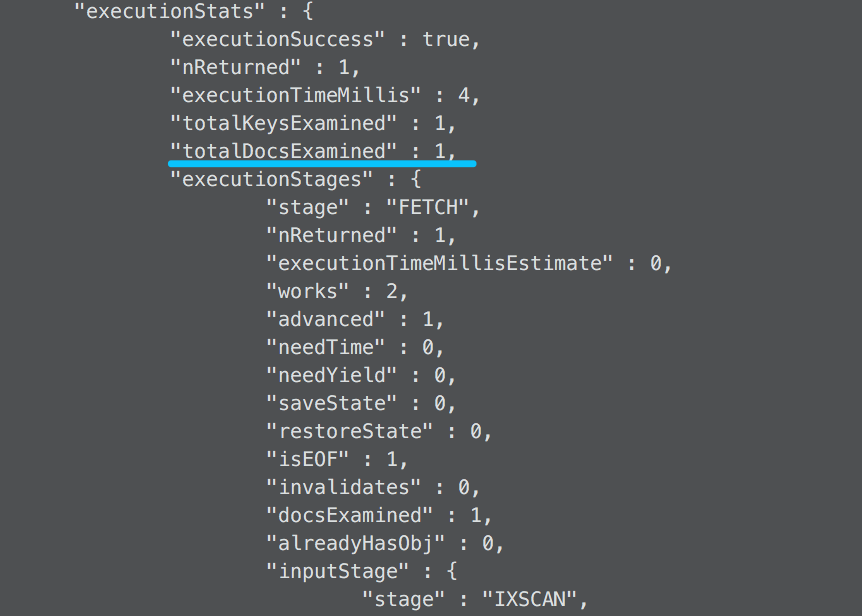 "executionStats" : {
"executionSuccess" : true,
"nReturned" : 1,
"executionTimeMillis" : 4,
"totalKeysExamined" : 1,
"totalDocsExamined" : 1,
"executionStages" : {
"stage" : "FETCH",
"nReturned" : 1,
"executionTimeMillisEstimate" : 0,
"works" : 2,
"advanced" : 1,
"needTime" : 0,
"needYield" : 0,
"saveState" : 0,
"restoreState" : 0,
"isEOF" : 1,
"invalidates" : 0,
"docsExamined" : 1,
"alreadyHasObj" : 0,
"inputStage" : {
"stage" : "IXSCAN",